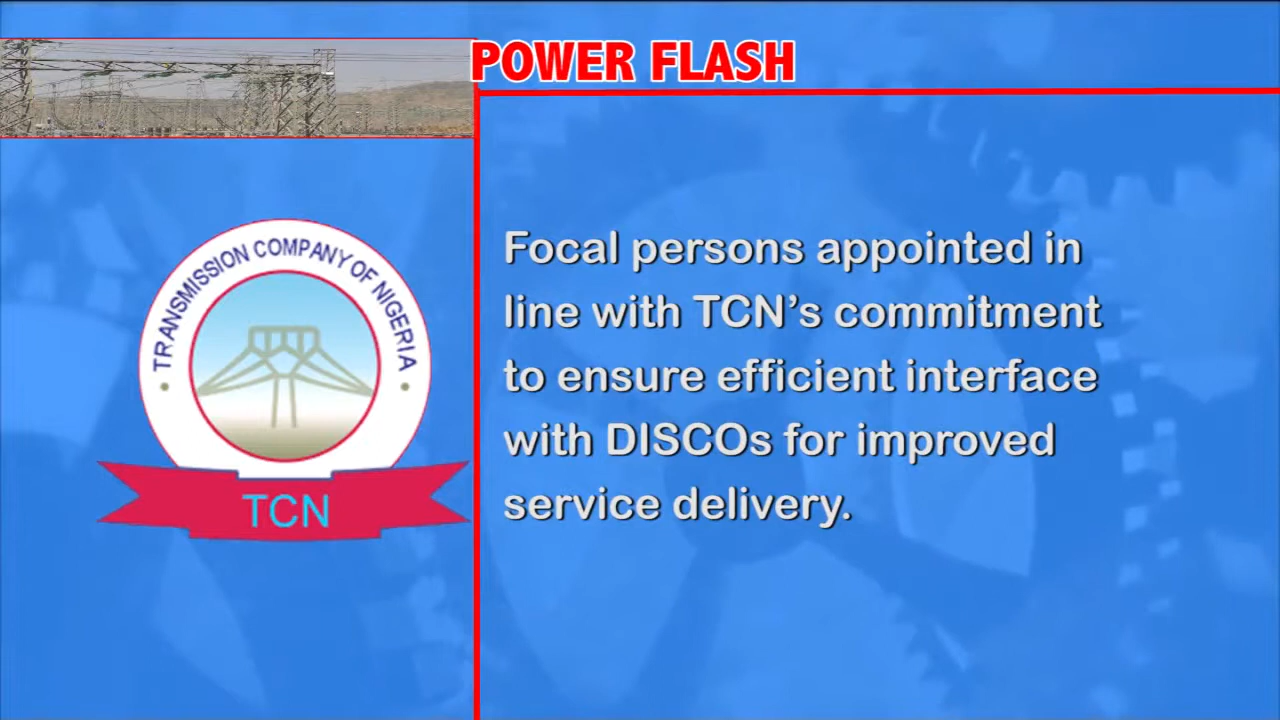 POWER FLASH
TRANSMISSION COMPANY OF NIGERIA
TCN
Focal persons appointed in
line with TCN’s commitment
to ensure efficient interface
with DISCOs for improved
service delivery.